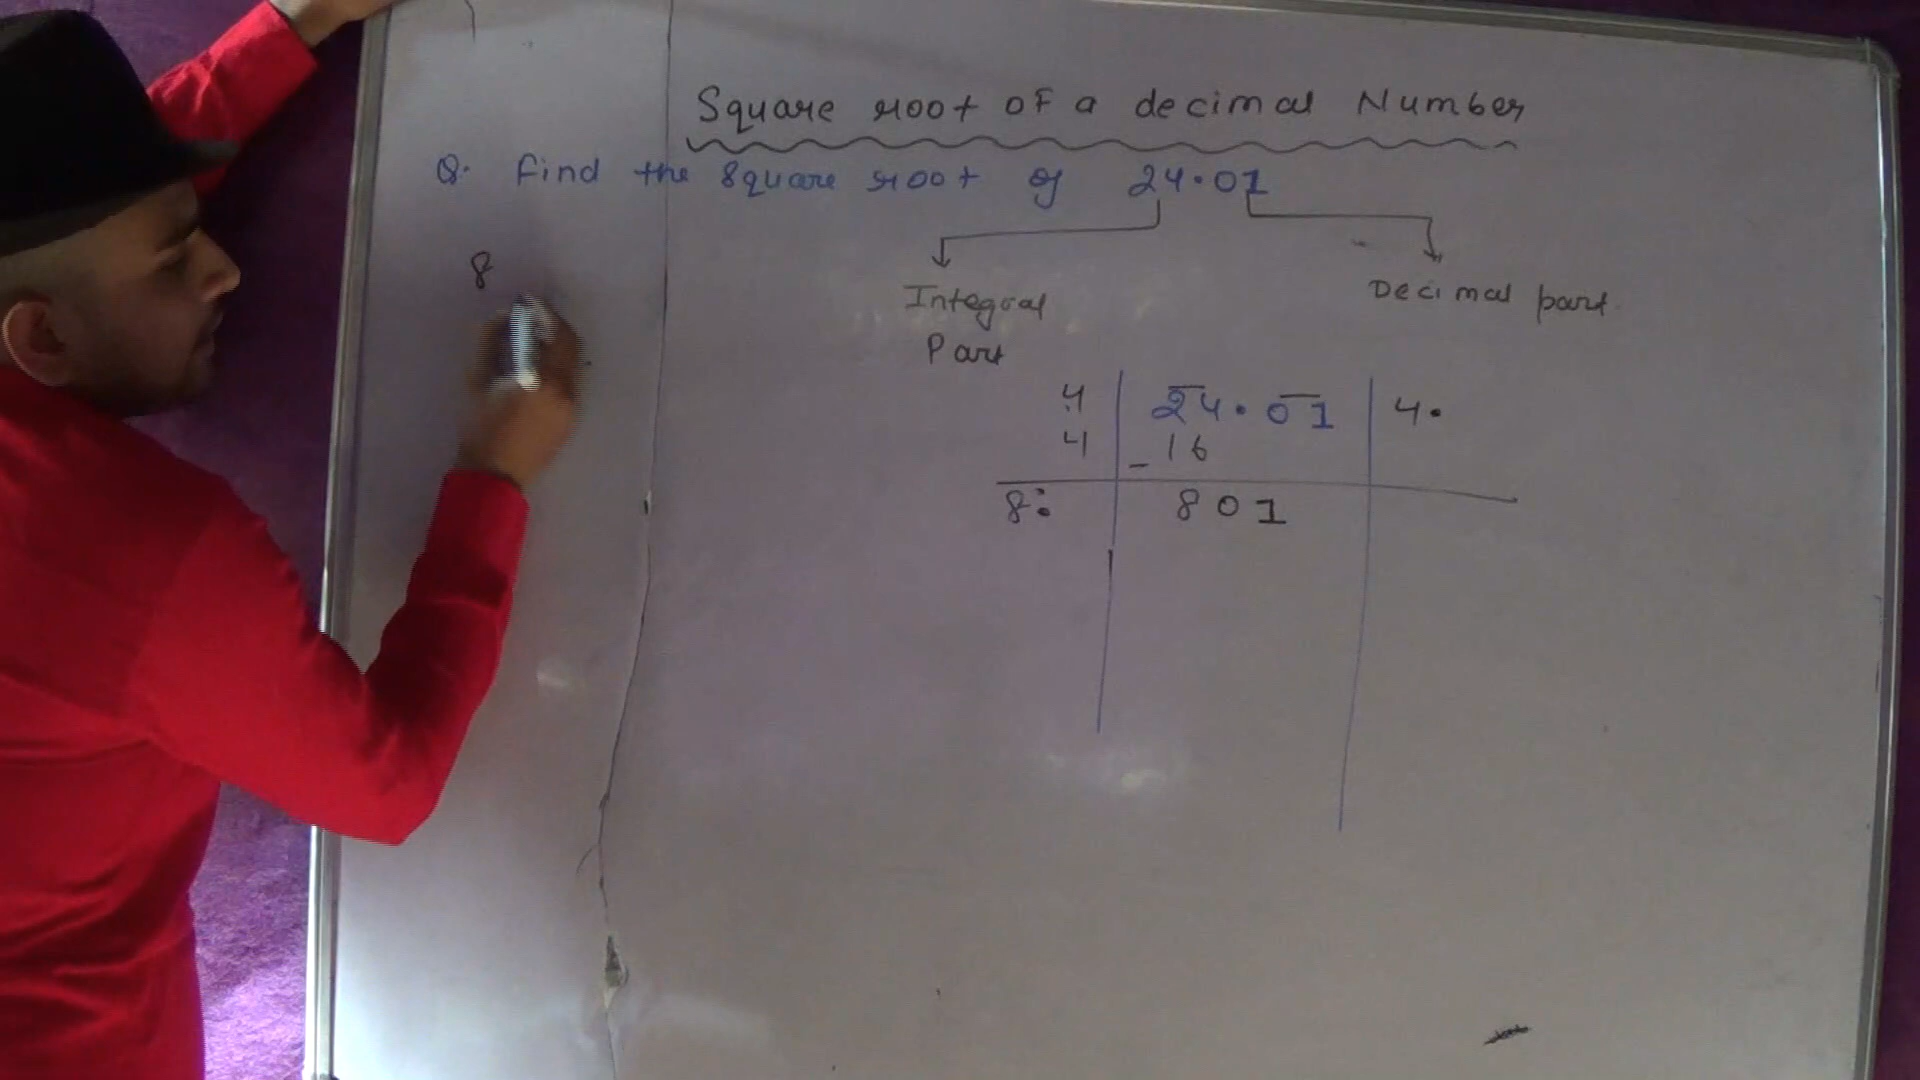 Square root of a decimal Number
Q. Find the square root of 24.01
8
Integral
Part
Decimal part.
4 24.01 4.
4 - 16
8: 801